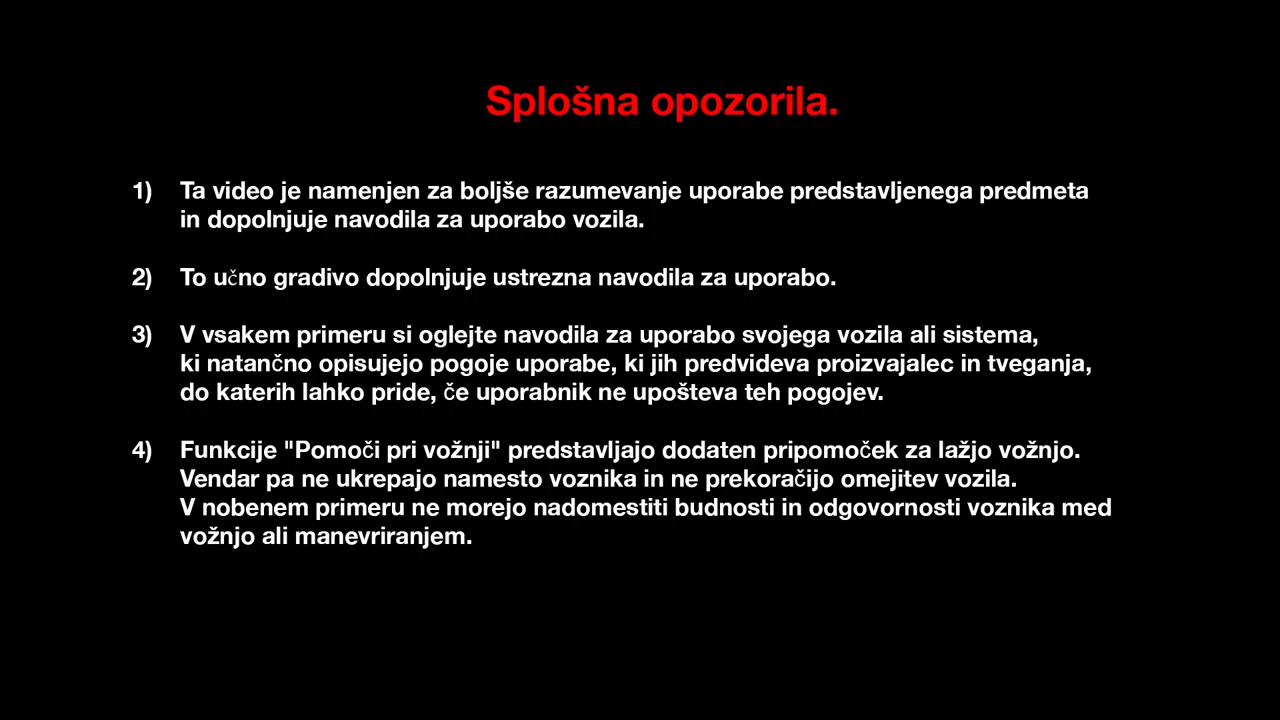 Splošna opozorila.
1) Ta video je namenjen za boljše razumevanje uporabe predstavljenega predmeta
in dopolnjuje navodila za uporabo vozila.
2) To učno gradivo dopolnjuje ustrezna navodila za uporabo.
3) V vsakem primeru si oglejte navodila za uporabo svojega vozila ali sistema,
ki natančno opisujejo pogoje uporabe, ki jih predvideva proizvajalec in tveganja,
do katerih lahko pride, če uporabnik ne upošteva teh pogojev.
4) Funkcije "Pomoči pri vožnji" predstavljajo dodaten pripomoček za lažjo vožnjo.
Vendar pa ne ukrepajo namesto voznika in ne prekoračijo omejitev vozila.
V nobenem primeru ne morejo nadomestiti budnosti in odgovornosti voznika med
vožnjo ali manevriranjem.